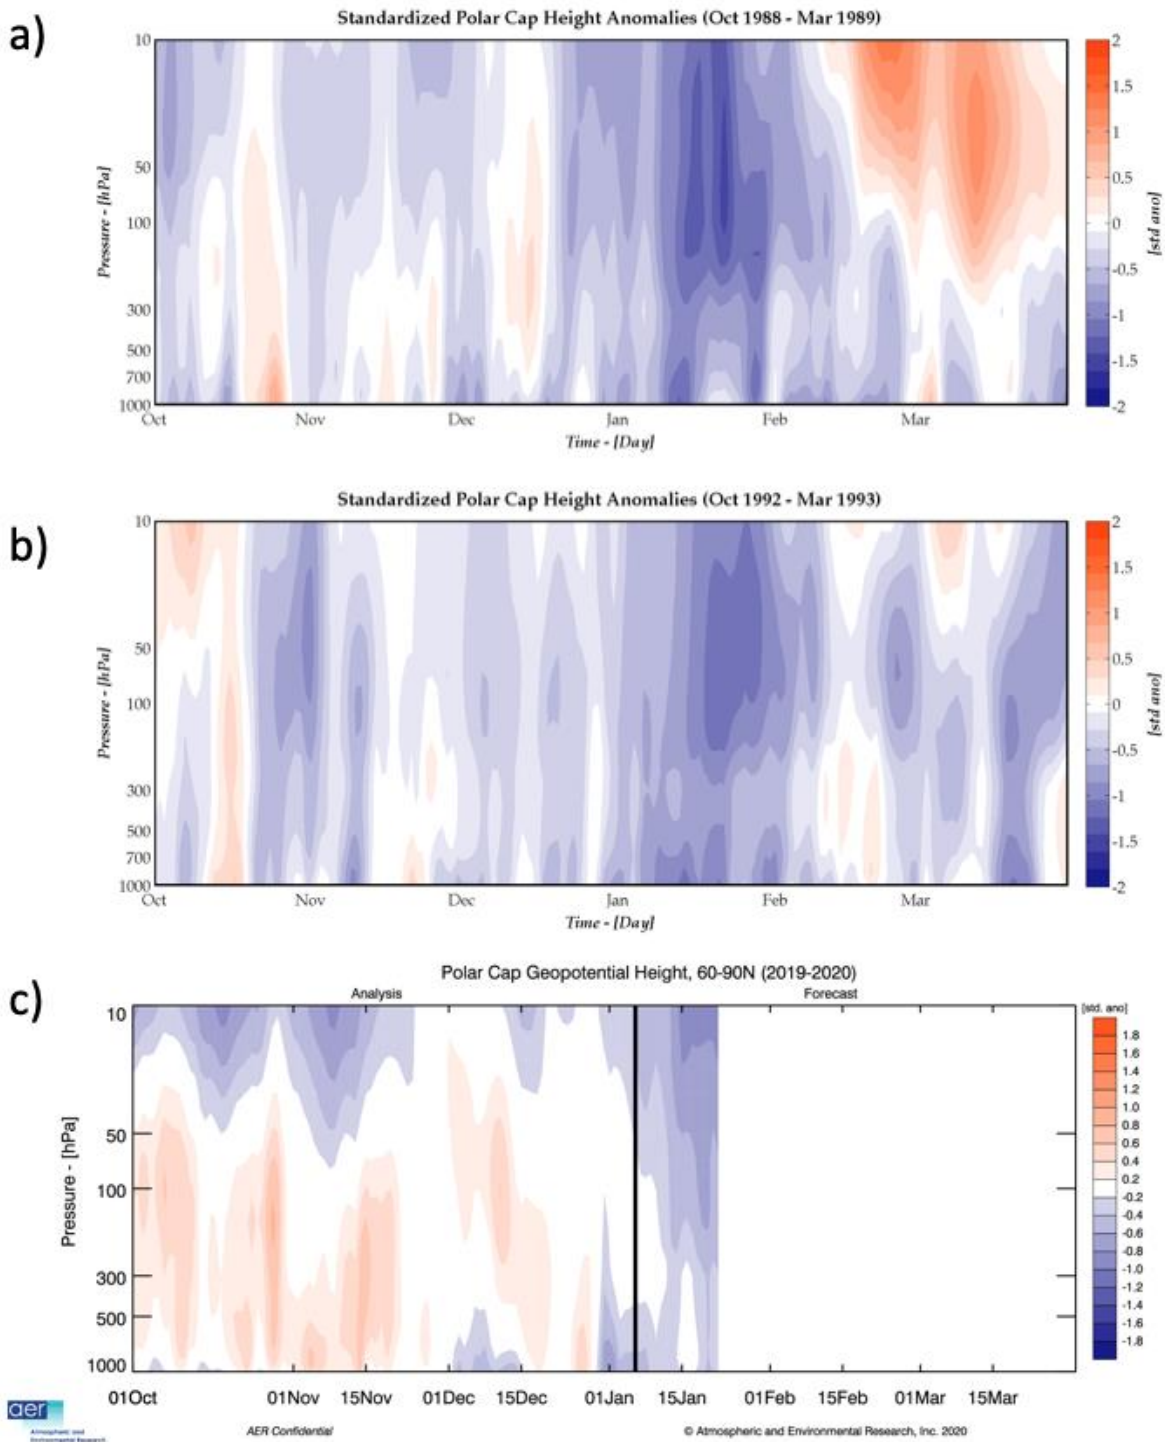 a)
Standardized Polar Cap Height Anomalies (Oct 1988 - Mar 1989)
10
50
100
300
500
700
1000
Pressure - [hPa]
Oct Nov Dec Jan Feb Mar
Time - [Day]
2
1.5
1
0.5
0
-0.5
-1
-1.5
-2
[std ano]
b)
Standardized Polar Cap Height Anomalies (Oct 1992 - Mar 1993)
10
50
100
300
500
700
1000
Pressure - [hPa]
Oct Nov Dec Jan Feb Mar
Time - [Day]
2
1.5
1
0.5
0
-0.5
-1
-1.5
-2
[std ano]
c)
Polar Cap Geopotential Height, 60-90N (2019-2020)
Analysis Forecast
10
50
100
300
500
1000
Pressure - [hPa]
01Oct 01Nov 15Nov 01Dec 15Dec 01Jan 15Jan 01Feb 15Feb 01Mar 15Mar
[std. ano]
1.8
1.6
1.4
1.2
1.0
0.8
0.6
0.4
0.2
-0.2
-0.4
-0.6
-0.8
-1.0
-1.2
-1.4
-1.6
-1.8
aer
Atmospheric and
Environmental Research
AER Confidential
© Atmospheric and Environmental Research, Inc. 2020